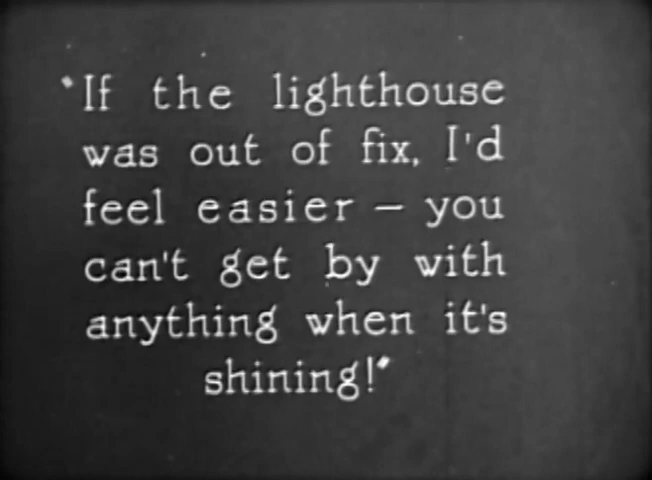 "If the lighthouse
was out of fix, I'd
feel easier — you
can't get by with
anything when it's
shining!"